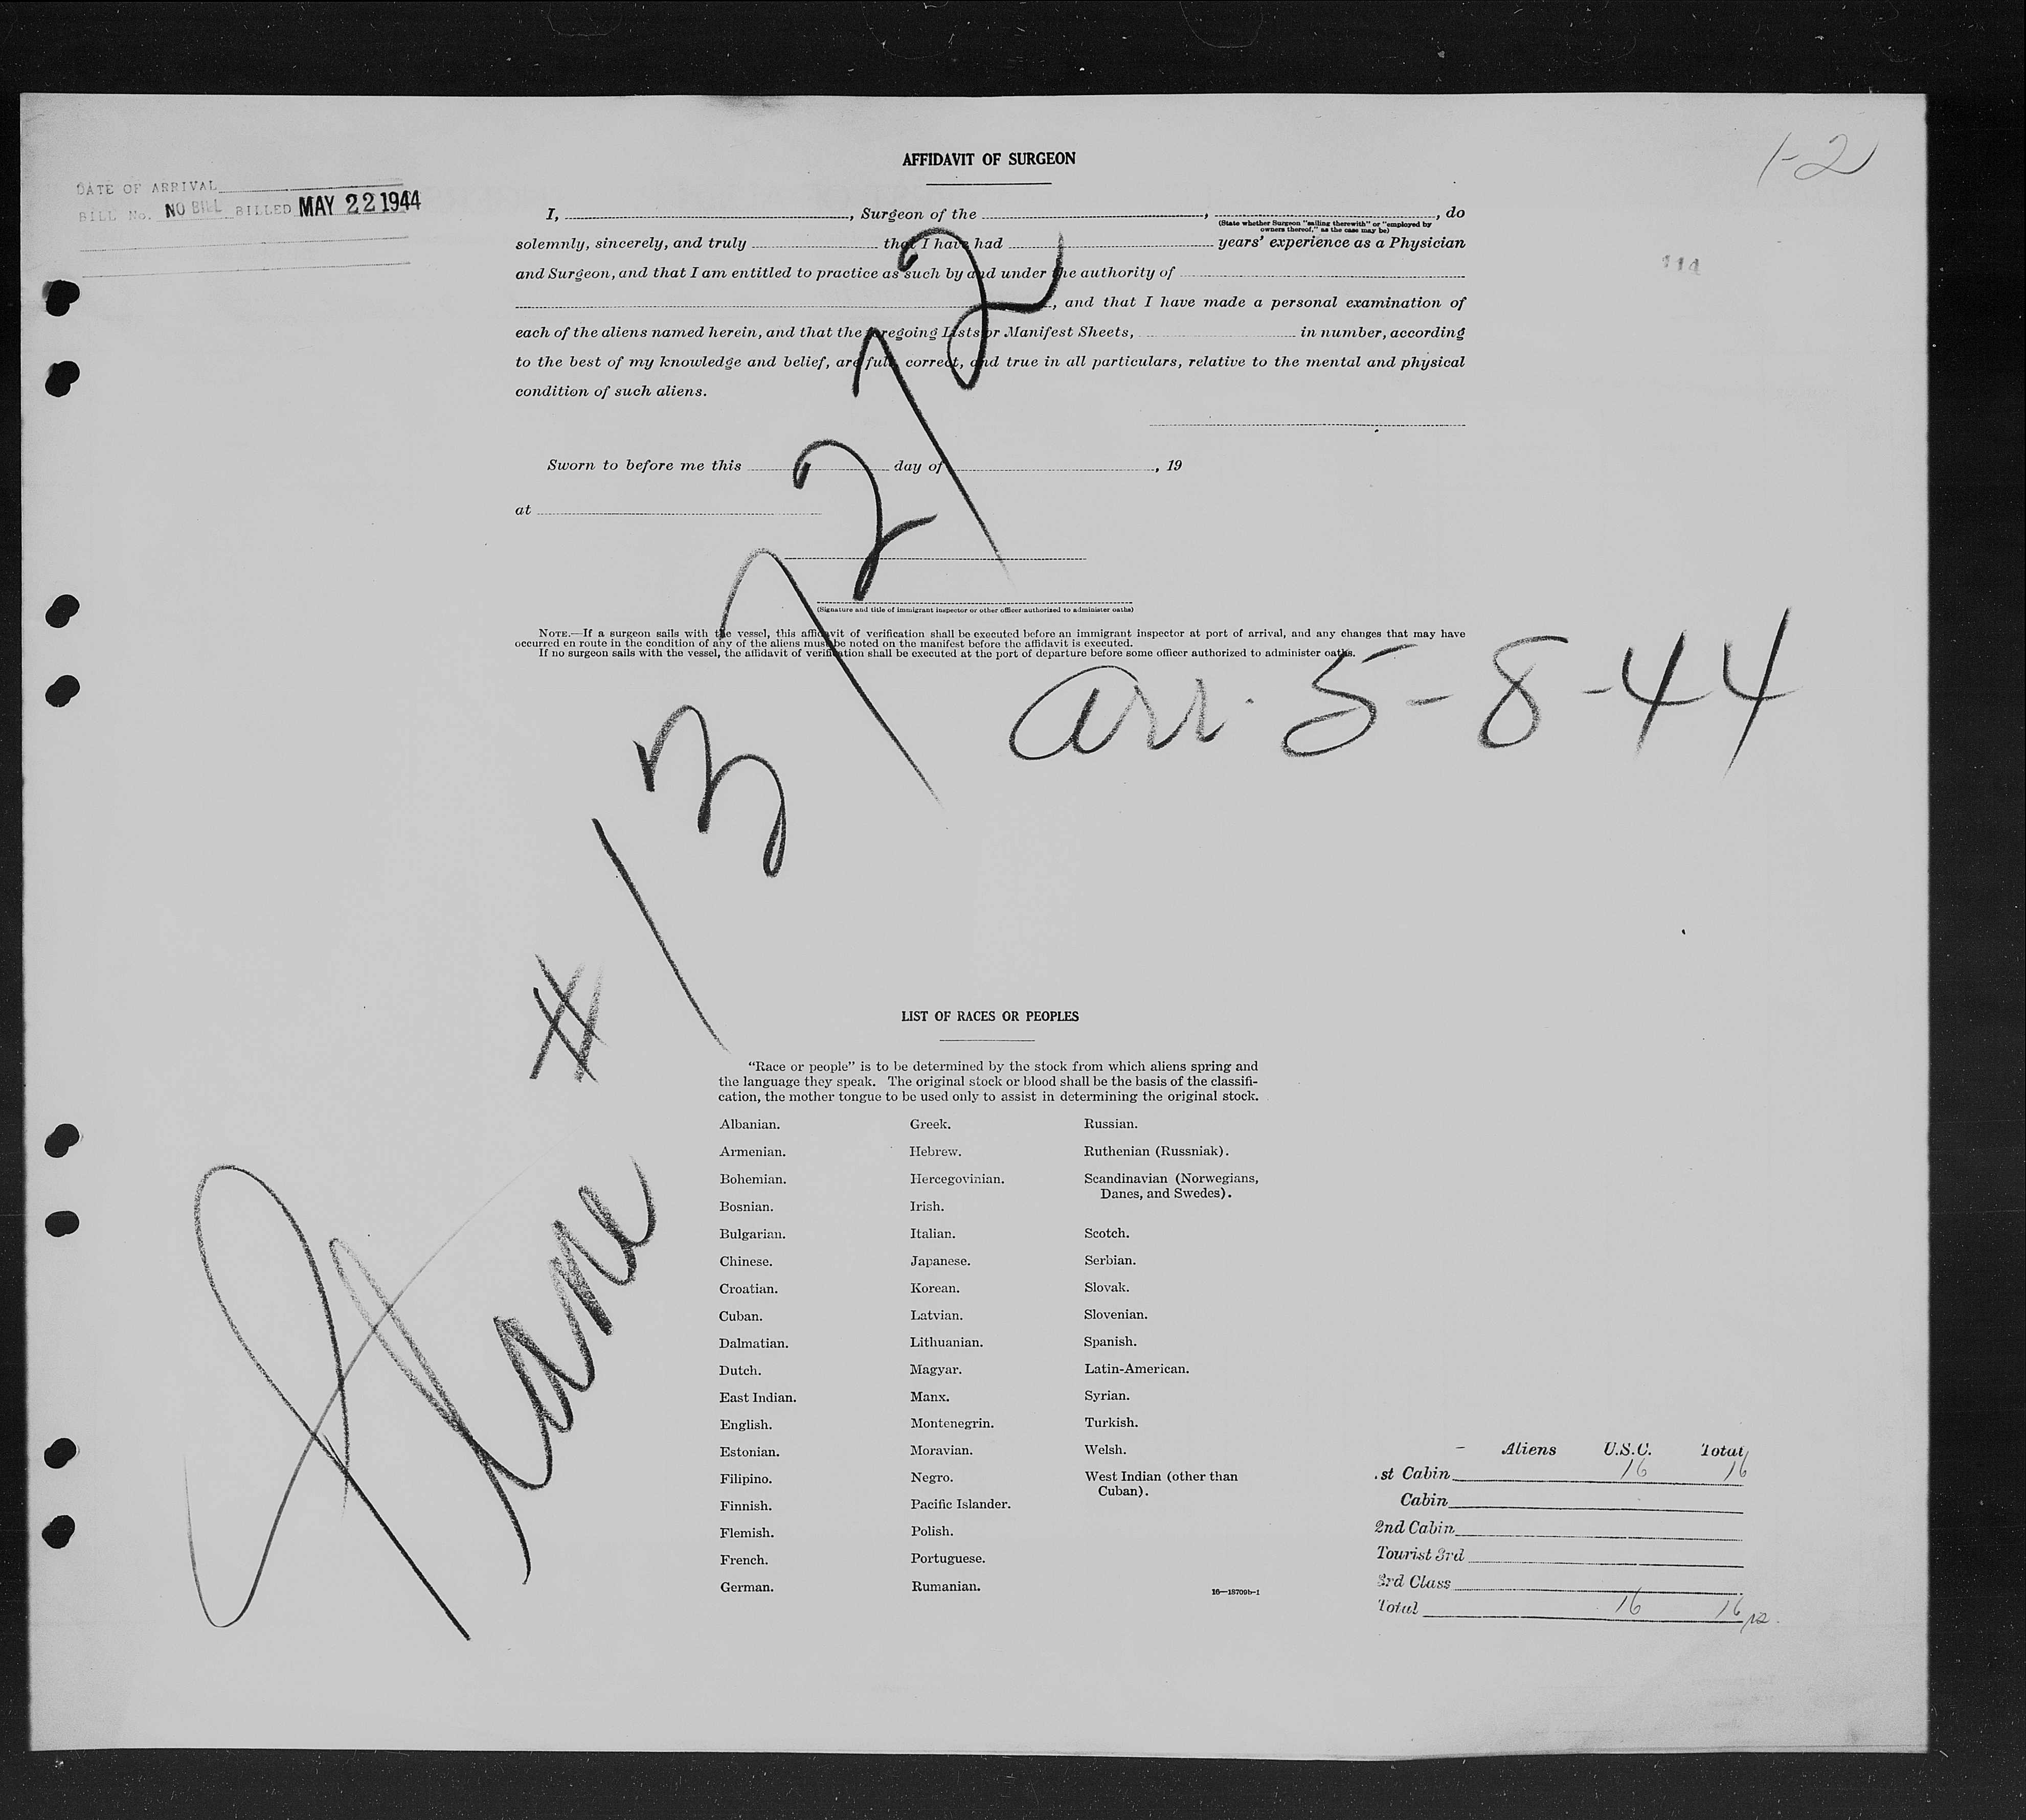 AFFIDAVIT OF SURGEON
1-2
DATE OF ARRIVAL
BILL No. NO BILL BILLED MAY 22 1944
I, , Surgeon of the , , do
(State whether Surgeon "sailing therewith" or "employed by
owners thereof," as the case may be)
solemnly, sincerely, and truly that I have had years' experience as a Physician
and Surgeon, and that I am entitled to practice as such by and under the authority of
, and that I have made a personal examination of
each of the aliens named herein, and that the foregoing Lists or Manifest Sheets, in number, according
to the best of my knowledge and belief, are full, correct, and true in all particulars, relative to the mental and physical
condition of such aliens.
Sworn to before me this day of , 19
at
(Signature and title of immigrant inspector or other officer authorized to administer oaths)
NOTE.—If a surgeon sails with the vessel, this affidavit of verification shall be executed before an immigrant inspector at port of arrival, and any changes that may have
occurred en route in the condition of any of the aliens must be noted on the manifest before the affidavit is executed.
If no surgeon sails with the vessel, the affidavit of verification shall be executed at the port of departure before some officer authorized to administer oaths.
Plane #137212
arr. 5-8-44
LIST OF RACES OR PEOPLES
"Race or people" is to be determined by the stock from which aliens spring and
the language they speak. The original stock or blood shall be the basis of the classifi-
cation, the mother tongue to be used only to assist in determining the original stock.
Albanian. Greek. Russian.
Armenian. Hebrew. Ruthenian (Russniak).
Bohemian. Hercegovinian. Scandinavian (Norwegians,
Danes, and Swedes).
Bosnian. Irish.
Bulgarian. Italian. Scotch.
Chinese. Japanese. Serbian.
Croatian. Korean. Slovak.
Cuban. Latvian. Slovenian.
Dalmatian. Lithuanian. Spanish.
Dutch. Magyar. Latin-American.
East Indian. Manx. Syrian.
English. Montenegrin. Turkish.
Estonian. Moravian. Welsh.
Filipino. Negro. West Indian (other than
Cuban).
Finnish. Pacific Islander.
Flemish. Polish.
French. Portuguese.
German. Rumanian.
16—18709b-1
Aliens U.S.C. Total
st Cabin 16 16
Cabin
2nd Cabin
Tourist 3rd
3rd Class
Total 16 16